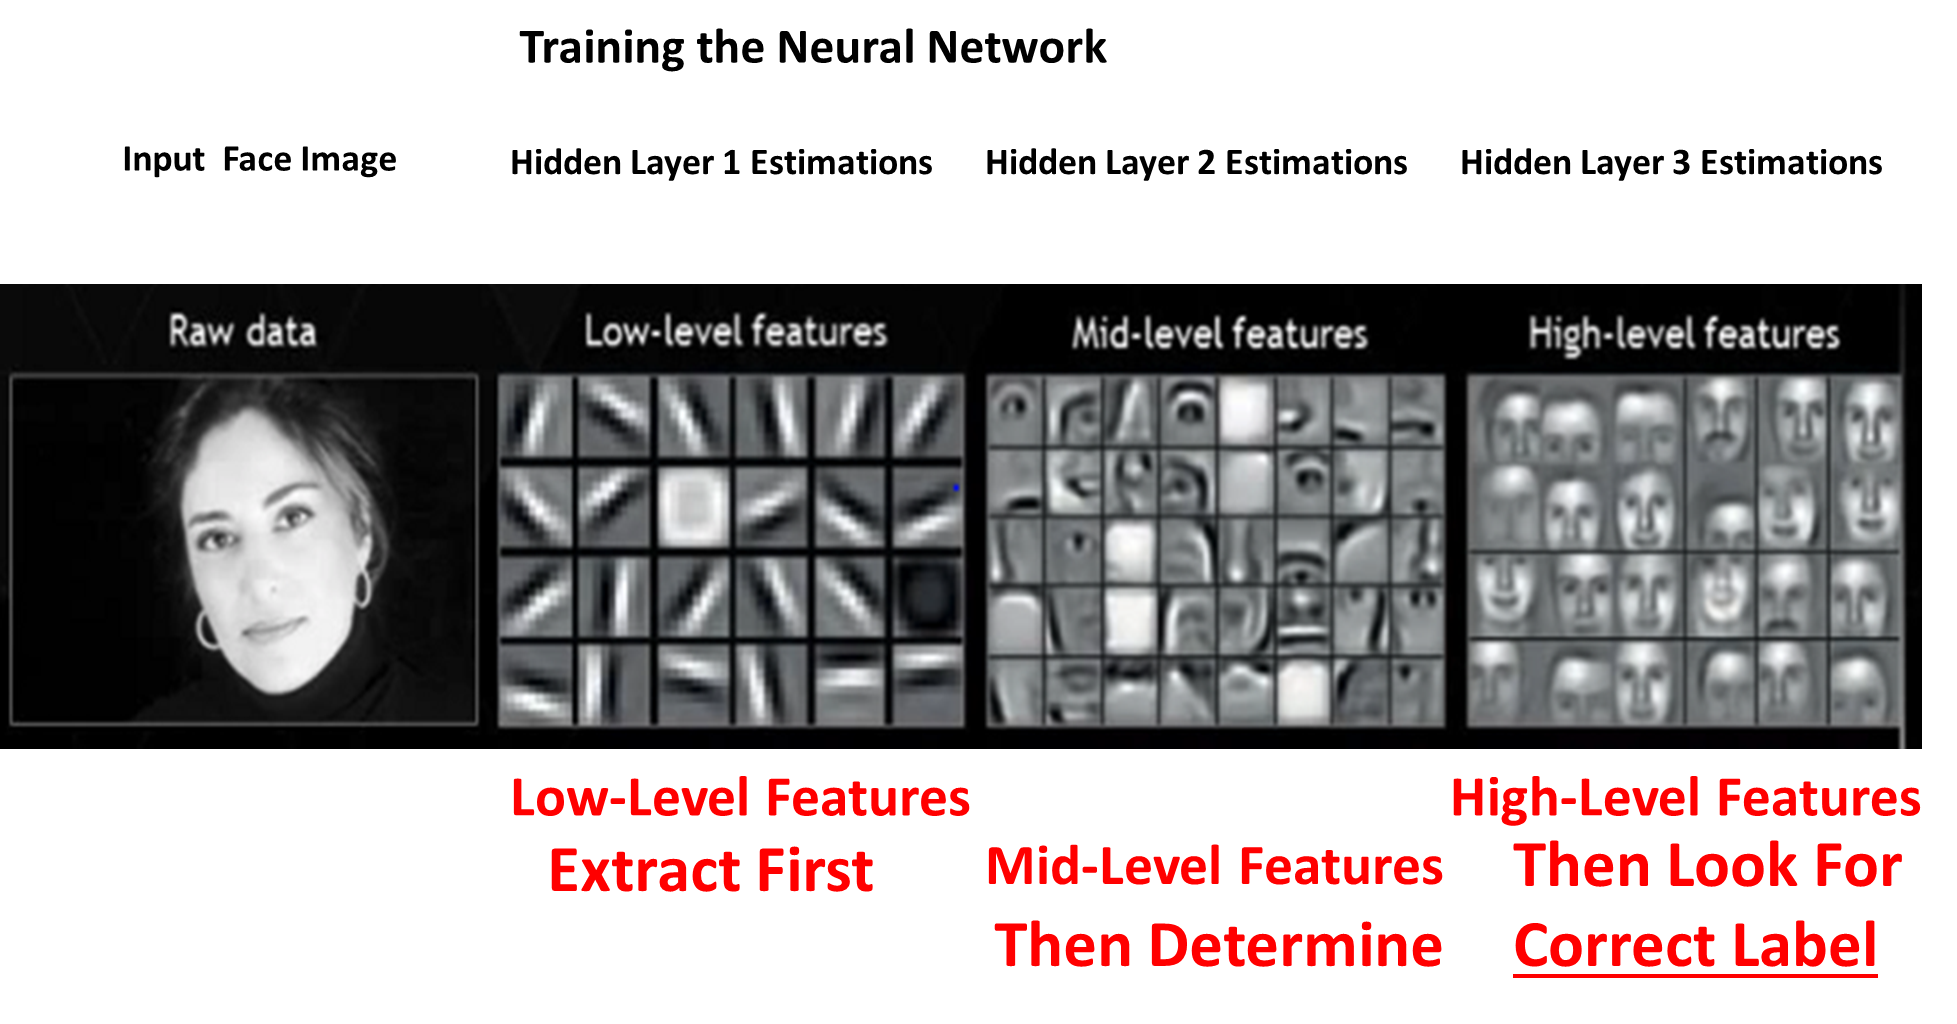 Training the Neural Network
Input Face Image
Hidden Layer 1 Estimations
Hidden Layer 2 Estimations
Hidden Layer 3 Estimations
Raw data
Low-level features
Mid-level features
High-level features
Low-Level Features
Extract First
Mid-Level Features
Then Determine
High-Level Features
Then Look For
Correct Label